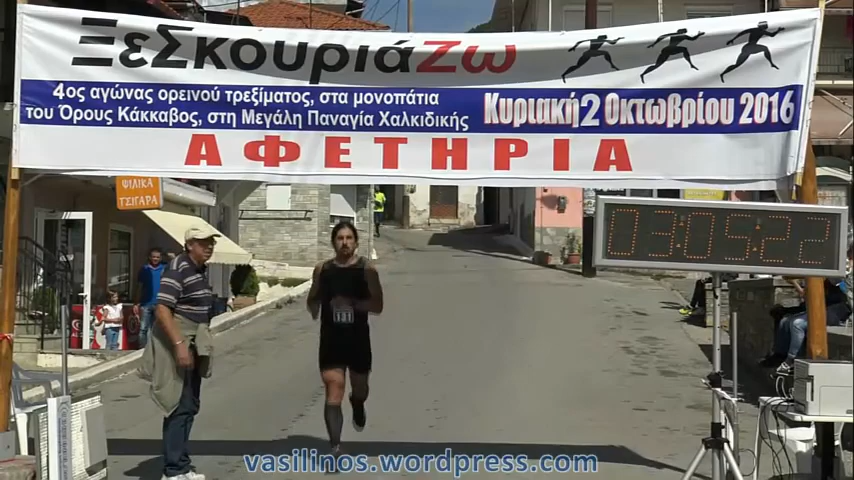 ΞεΣκουριάΖω
4ος αγώνας ορεινού τρεξίματος, στα μονοπάτια
του Όρους Κάκκαβος, στη Μεγάλη Παναγία Χαλκιδικής
Κυριακή 2 Οκτωβρίου 2016
ΑΦΕΤΗΡΙΑ
ΨΙΛΙΚΑ
ΤΣΙΓΑΡΑ
03:05:22
131
vasilinos.wordpress.com